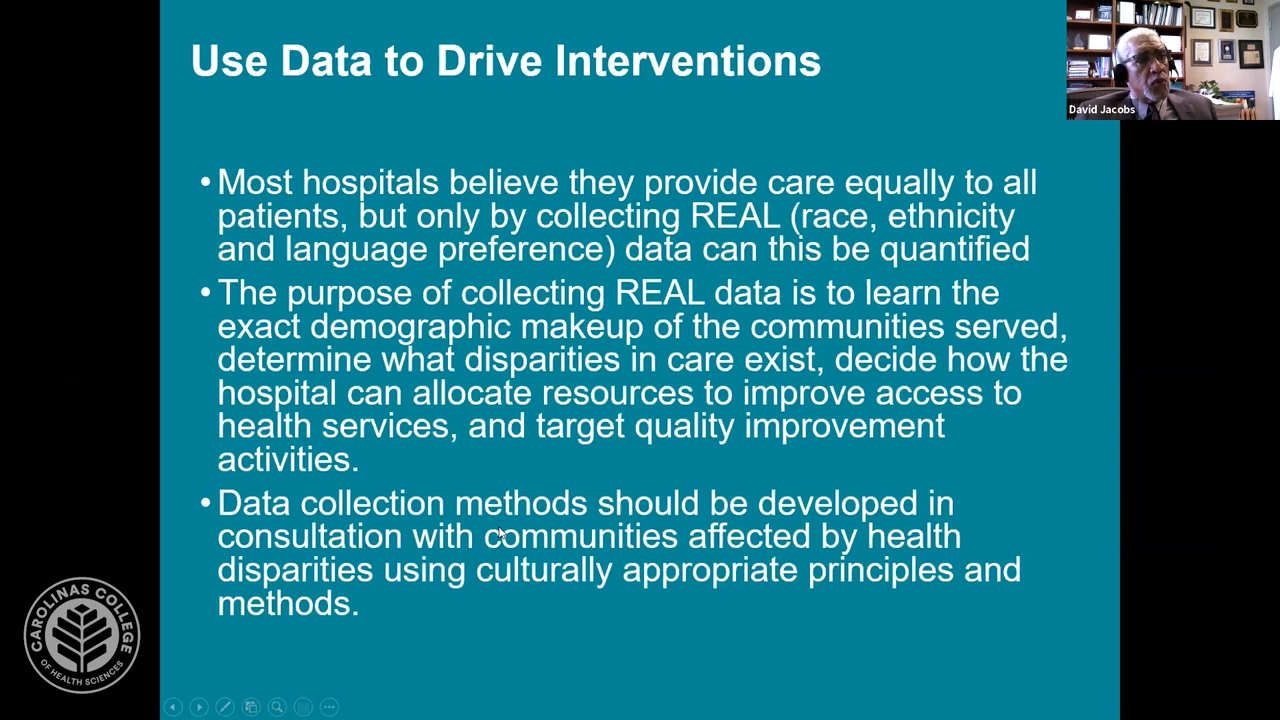 Use Data to Drive Interventions
David Jacobs
•Most hospitals believe they provide care equally to all
patients, but only by collecting REAL (race, ethnicity
and language preference) data can this be quantified
•The purpose of collecting REAL data is to learn the
exact demographic makeup of the communities served,
determine what disparities in care exist, decide how the
hospital can allocate resources to improve access to
health services, and target quality improvement
activities.
•Data collection methods should be developed in
consultation with communities affected by health
disparities using culturally appropriate principles and
methods.
CAROLINAS COLLEGE
OF HEALTH SCIENCES